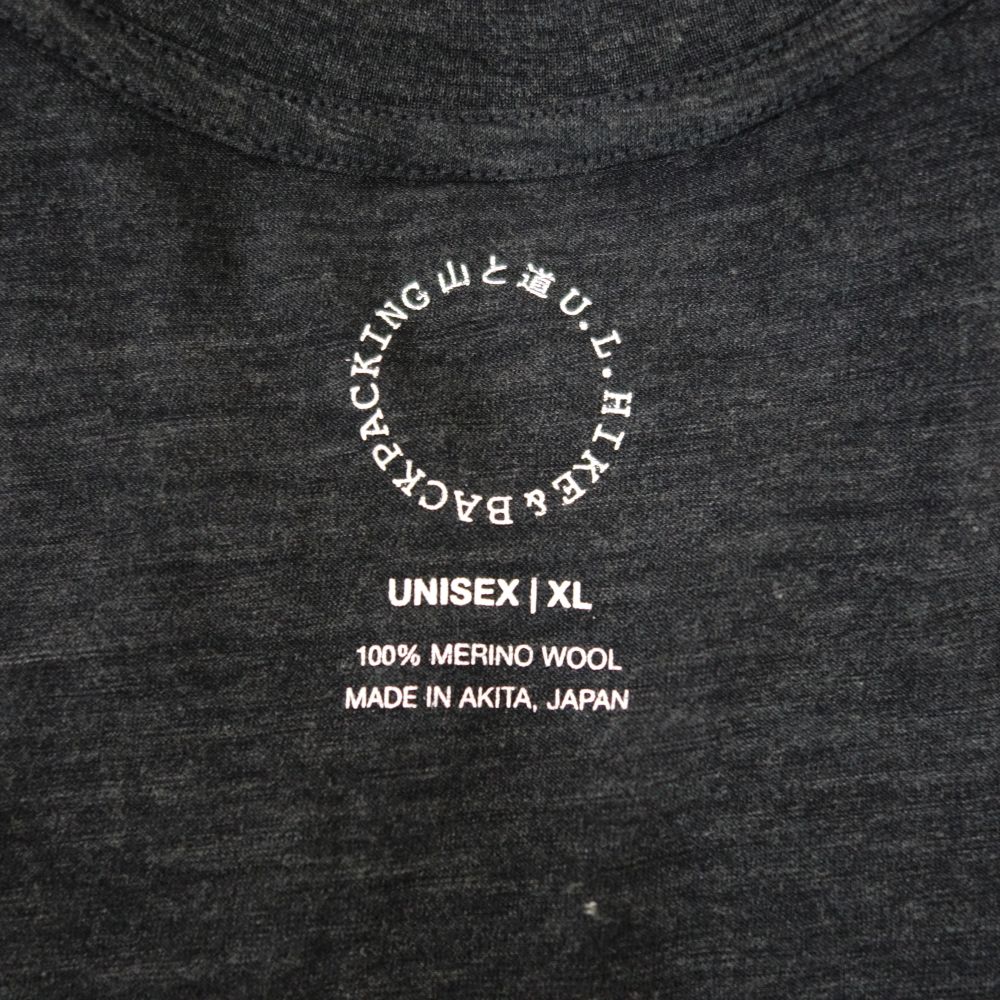 山と道 U.L. HIKE & BACKPACKING
UNISEX | XL
100% MERINO WOOL
MADE IN AKITA, JAPAN